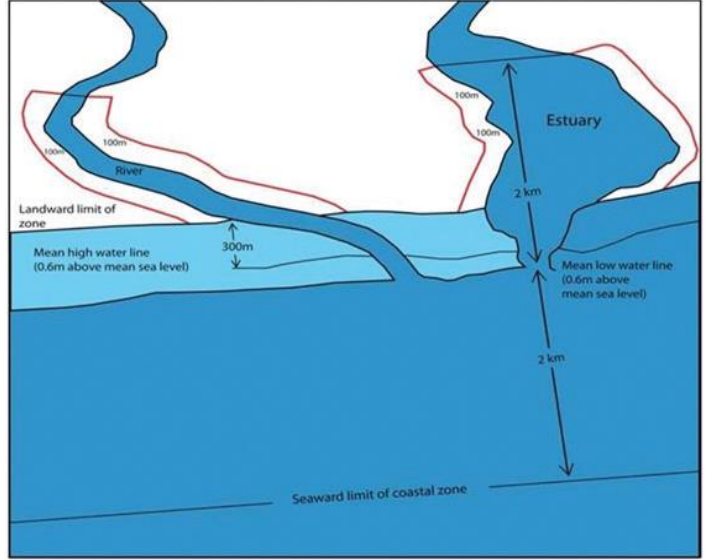 100m
100m
Estuary
100m
100m
River
2 km
Landward limit of
zone
300m
Mean high water line
(0.6m above mean sea level)
Mean low water line
(0.6m above
mean sea level)
2 km
Seaward limit of coastal zone